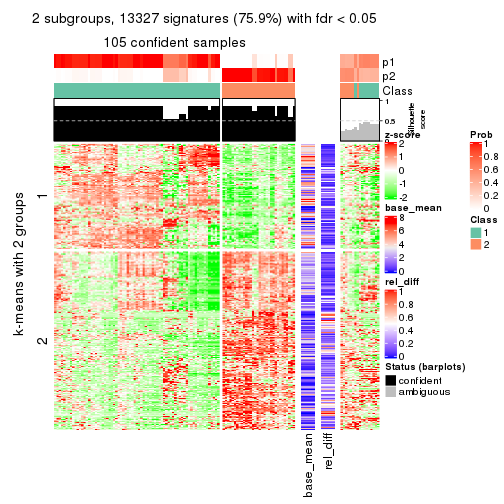 2 subgroups, 13327 signatures (75.9%) with fdr < 0.05
105 confident samples
p1
p2
Class
1
0.5
0
Silhouette
score
k-means with 2 groups
1
2
base_mean
rel_diff
z-score
2
1
0
-1
-2
base_mean
8
6
4
2
0
rel_diff
1
0.8
0.6
0.4
0.2
0
Status (barplots)
confident
ambiguous
Prob
1
0.8
0.6
0.4
0.2
0
Class
1
2